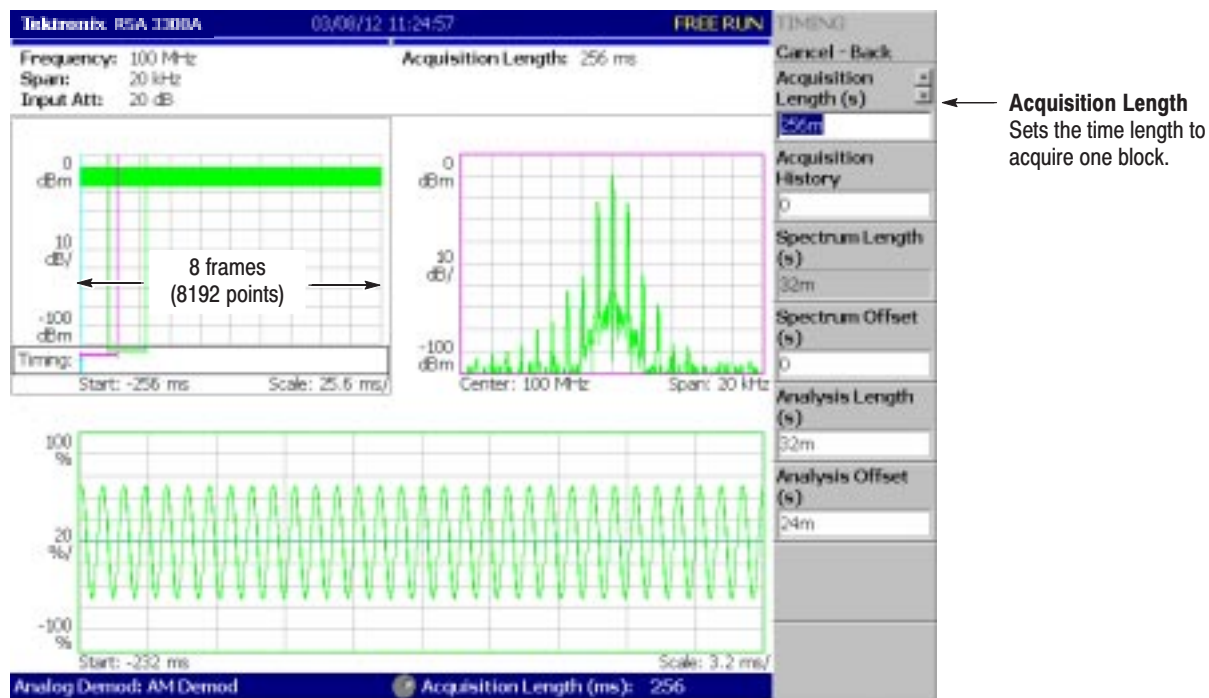 Tektronix RSA 3300A 03/08/12 11:24:57 FREE RUN
Frequency: 100 MHz
Span: 20 kHz
Input Att: 20 dB
Acquisition Length: 256 ms
0
dBm
10
dB/
-100
dBm
Timing:
Start: -256 ms Scale: 25.6 ms/
8 frames
(8192 points)
0
dBm
10
dB/
-100
dBm
Center: 100 MHz Span: 20 kHz
100
%
20
%/
-100
%
Start: -232 ms Scale: 3.2 ms/
Analog Demod: AM Demod Acquisition Length (ms): 256
TIMING
Cancel - Back
Acquisition
Length (s)
256m
Acquisition
History
0
Spectrum Length
(s)
32m
Spectrum Offset
(s)
0
Analysis Length
(s)
32m
Analysis Offset
(s)
24m
Acquisition Length
Sets the time length to
acquire one block.